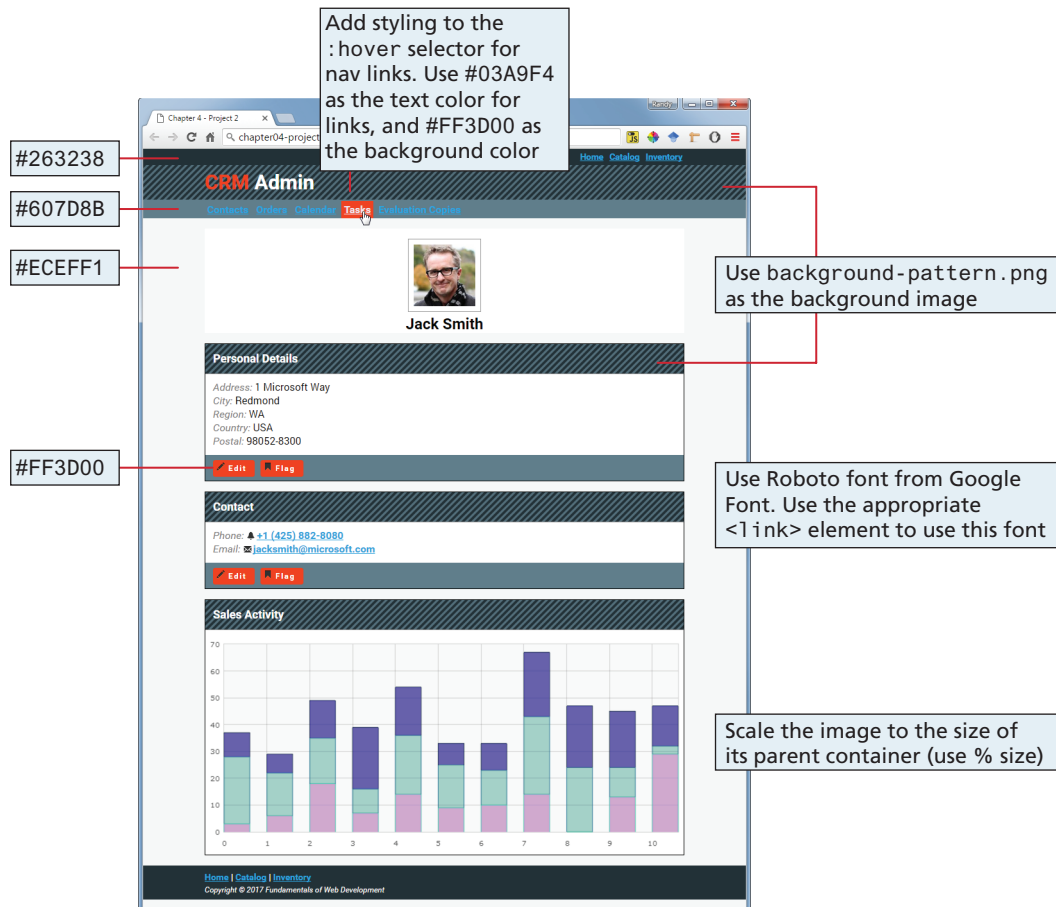 Add styling to the
:hover selector for
nav links. Use #03A9F4
as the text color for
links, and #FF3D00 as
the background color
Randy
Chapter 4 - Project 2
chapter04-project
#263238
Home Catalog Inventory
CRM Admin
#607D8B
Contacts Orders Calendar Tasks Evaluation Copies
#ECEFF1
Use background-pattern.png
as the background image
Jack Smith
Personal Details
Address: 1 Microsoft Way
City: Redmond
Region: WA
Country: USA
Postal: 98052-8300
#FF3D00
Edit Flag
Use Roboto font from Google
Font. Use the appropriate
<link> element to use this font
Contact
Phone: +1 (425) 882-8080
Email: jacksmith@microsoft.com
Edit Flag
Sales Activity
70
60
50
40
30
20
10
0
0 1 2 3 4 5 6 7 8 9 10
Scale the image to the size of
its parent container (use % size)
Home | Catalog | Inventory
Copyright © 2017 Fundamentals of Web Development